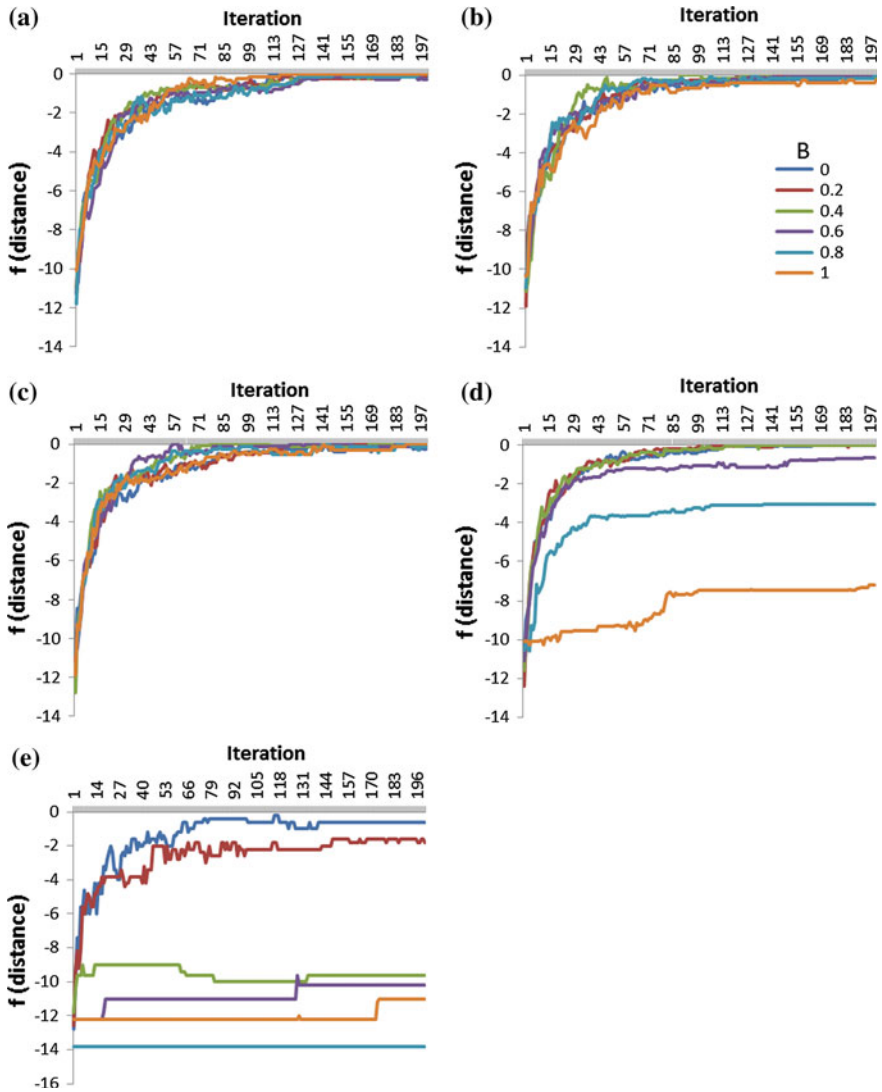 (a)
Iteration
1 15 29 43 57 71 85 99 113 127 141 155 169 183 197
0
-2
-4
-6
-8
-10
-12
-14
f (distance)
(b)
Iteration
1 15 29 43 57 71 85 99 113 127 141 155 169 183 197
0
-2
-4
-6
-8
-10
-12
-14
f (distance)
B
0
0.2
0.4
0.6
0.8
1
(c)
Iteration
1 15 29 43 57 71 85 99 113 127 141 155 169 183 197
0
-2
-4
-6
-8
-10
-12
-14
f (distance)
(d)
Iteration
1 15 29 43 57 71 85 99 113 127 141 155 169 183 197
0
-2
-4
-6
-8
-10
-12
-14
f (distance)
(e)
Iteration
1 14 27 40 53 66 79 92 105 118 131 144 157 170 183 196
0
-2
-4
-6
-8
-10
-12
-14
-16
f (distance)